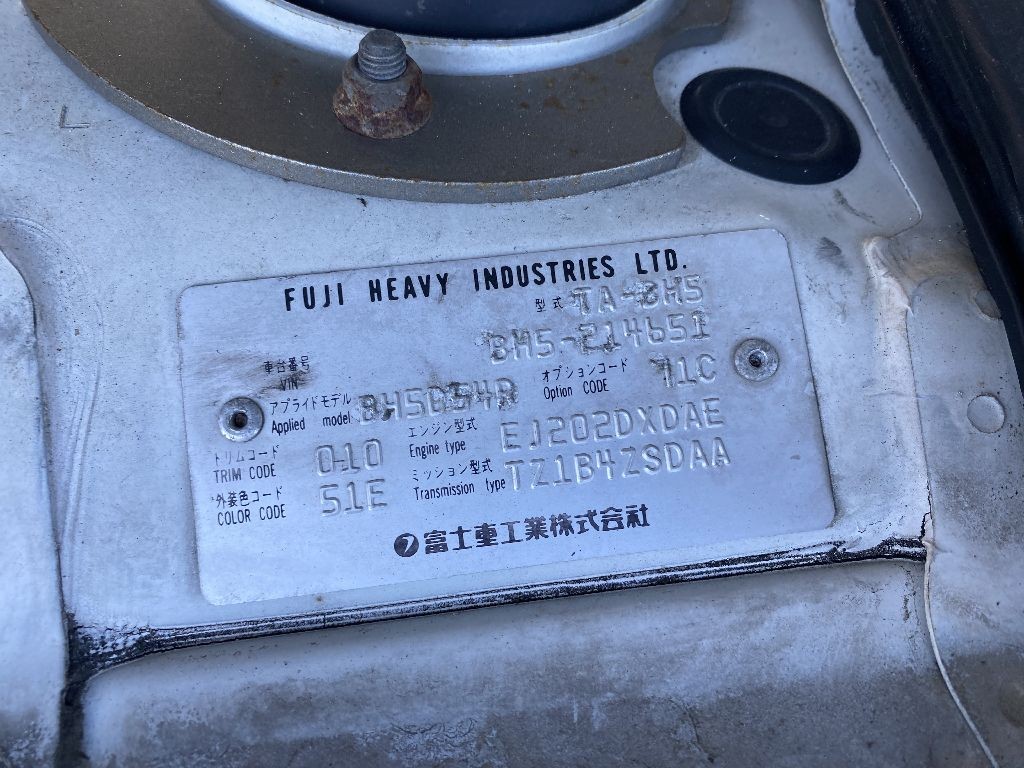 FUJI HEAVY INDUSTRIES LTD.
型式 TA-BH5
車台番号 VIN BH5-214651
アプライドモデル Applied model BH5C54R オプションコード Option CODE 71C
トリムコード TRIM CODE 010 エンジン型式 Engine type EJ202DXDAE
外装色コード COLOR CODE 51E ミッション型式 Transmission type TZ1B4ZSDAA
富士重工業株式会社
L